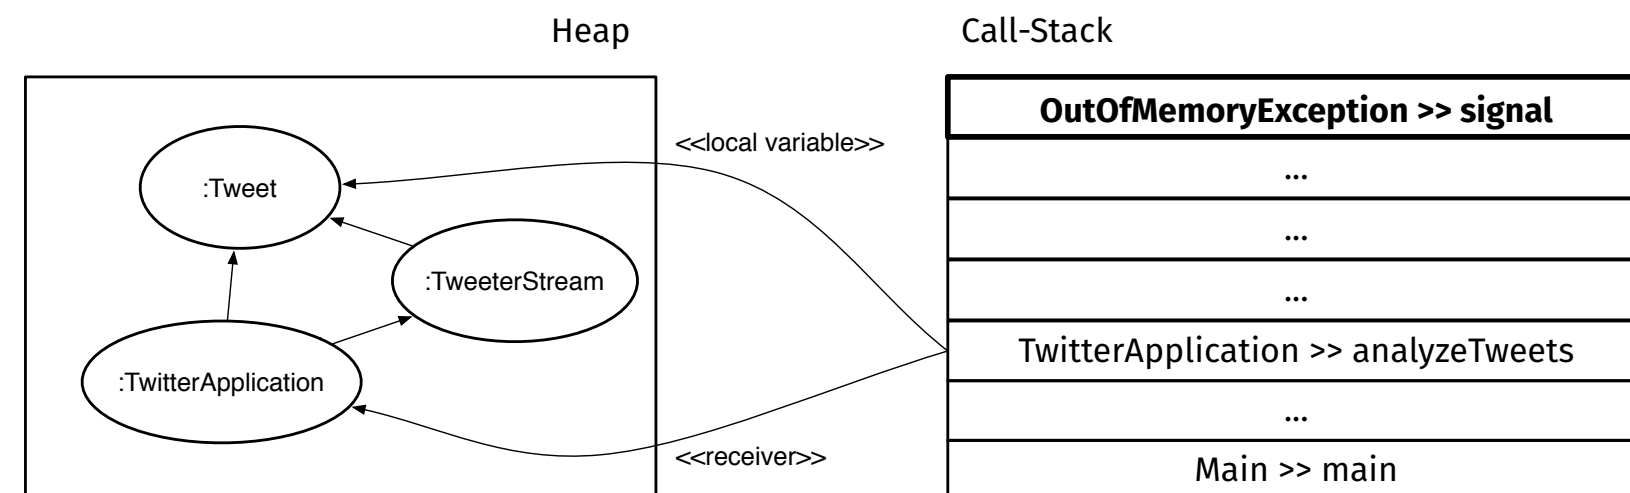 Heap
Call-Stack
OutOfMemoryException >> signal
<<local variable>>
...
:Tweet
...
:TweeterStream
...
TwitterApplication >> analyzeTweets
:TwitterApplication
...
<<receiver>>
Main >> main